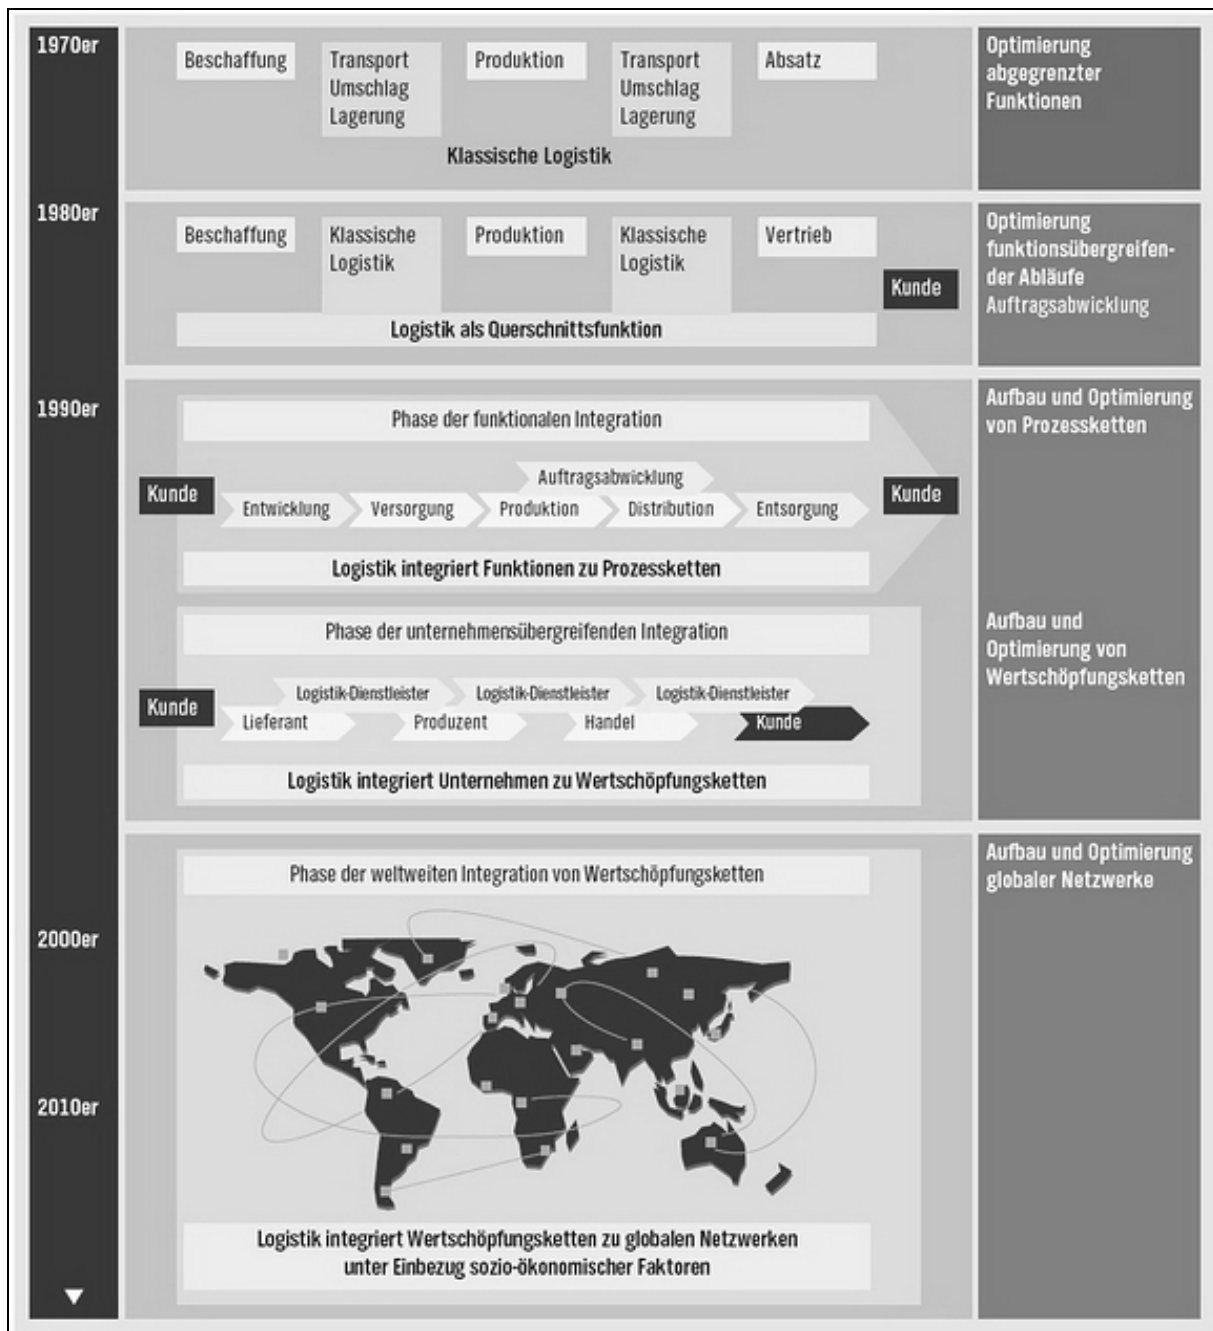 1970er
Beschaffung
Transport
Umschlag
Lagerung
Produktion
Transport
Umschlag
Lagerung
Absatz
Klassische Logistik
Optimierung
abgegrenzter
Funktionen
1980er
Beschaffung
Klassische
Logistik
Produktion
Klassische
Logistik
Vertrieb
Kunde
Logistik als Querschnittsfunktion
Optimierung
funktionsübergreifen-
der Abläufe
Auftragsabwicklung
1990er
Phase der funktionalen Integration
Kunde
Auftragsabwicklung
Entwicklung
Versorgung
Produktion
Distribution
Entsorgung
Kunde
Logistik integriert Funktionen zu Prozessketten
Aufbau und Optimierung
von Prozessketten
Phase der unternehmensübergreifenden Integration
Kunde
Logistik-Dienstleister
Logistik-Dienstleister
Logistik-Dienstleister
Lieferant
Produzent
Handel
Kunde
Logistik integriert Unternehmen zu Wertschöpfungsketten
Aufbau und
Optimierung von
Wertschöpfungsketten
Phase der weltweiten Integration von Wertschöpfungsketten
Aufbau und Optimierung
globaler Netzwerke
2000er
2010er
Logistik integriert Wertschöpfungsketten zu globalen Netzwerken
unter Einbezug sozio-ökonomischer Faktoren